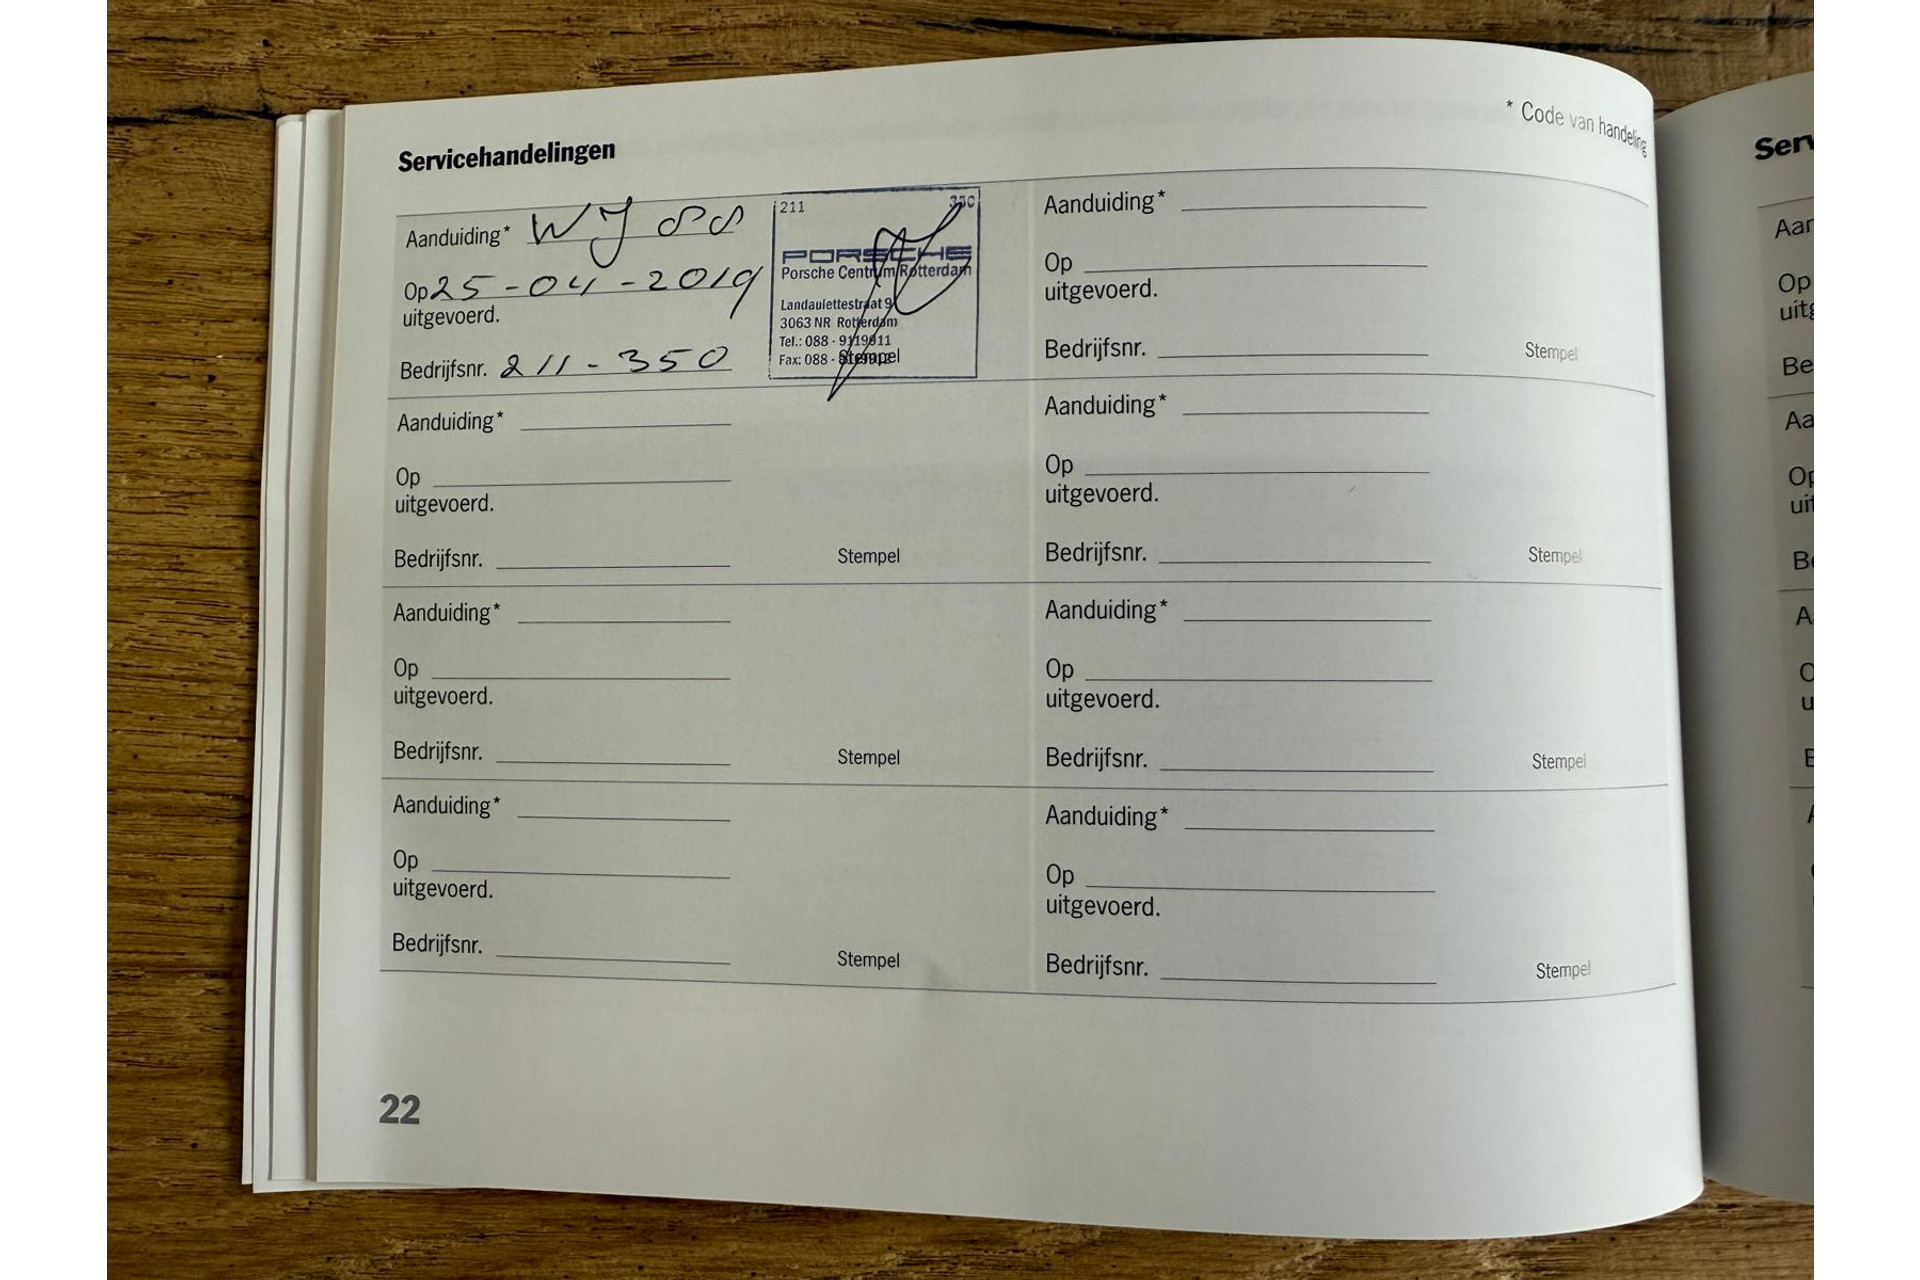 * Code van handeling
Servicehandelingen
Aanduiding* WJ 88
Op 25-04-2019
uitgevoerd.
Bedrijfsnr. 211-350
211 350
PORSCHE
Porsche Centrum Rotterdam
Landaulettestraat 9
3063 NR Rotterdam
Tel.: 088 - 9119911
Fax: 088 -
Stempel
Aanduiding*
Op
uitgevoerd.
Bedrijfsnr.
Stempel
Aanduiding*
Op
uitgevoerd.
Bedrijfsnr.
Stempel
Aanduiding*
Op
uitgevoerd.
Bedrijfsnr.
Stempel
Aanduiding*
Op
uitgevoerd.
Bedrijfsnr.
Stempel
Aanduiding*
Op
uitgevoerd.
Bedrijfsnr.
Stempel
Aanduiding*
Op
uitgevoerd.
Bedrijfsnr.
Stempel
Aanduiding*
Op
uitgevoerd.
Bedrijfsnr.
Stempel
22